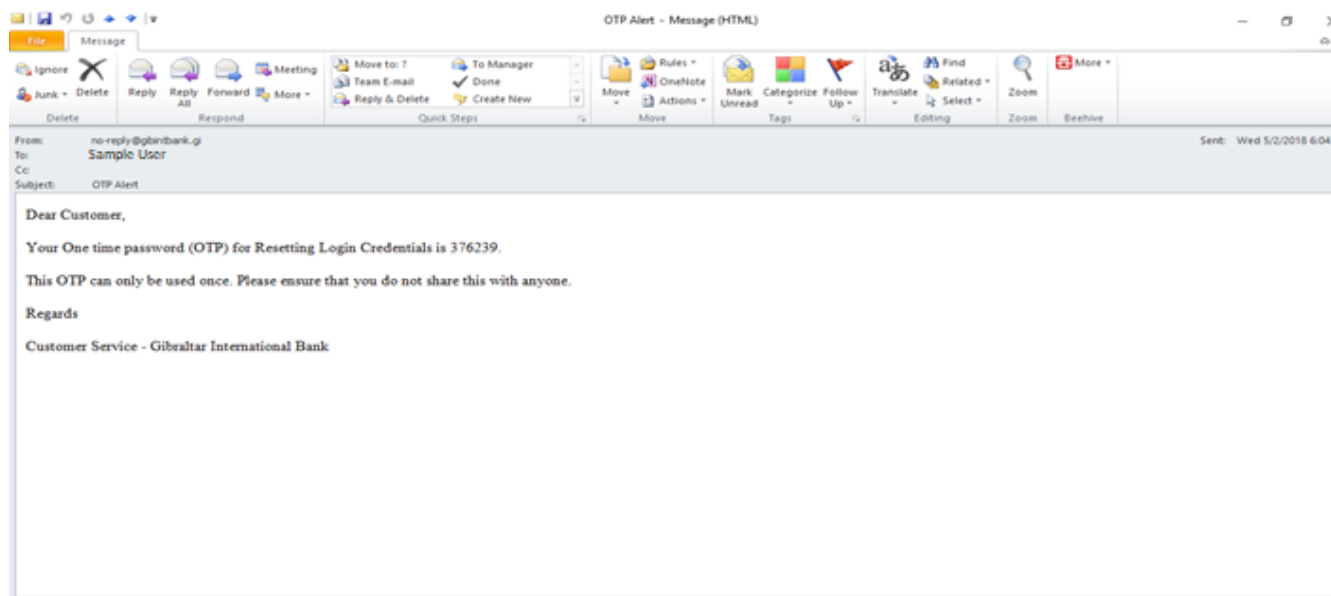 OTP Alert - Message (HTML)
File Message
Ignore
Junk
Delete
Reply
Reply All
Forward
Meeting
More
Move to: ?
Team E-mail
Reply & Delete
To Manager
Done
Create New
Move
Rules
OneNote
Actions
Mark Unread
Categorize
Follow Up
Translate
Find
Related
Select
Zoom
More
Delete Respond Quick Steps Move Tags Editing Zoom Beehive
From: no-reply@gibintbank.gi
Sent: Wed 5/2/2018 6:04
To: Sample User
Cc:
Subject: OTP Alert
Dear Customer,
Your One time password (OTP) for Resetting Login Credentials is 376239.
This OTP can only be used once. Please ensure that you do not share this with anyone.
Regards
Customer Service - Gibraltar International Bank